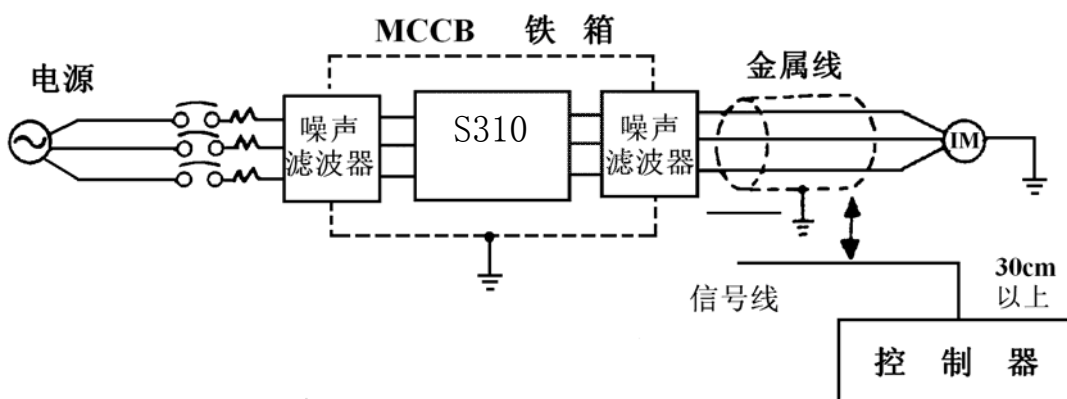 MCCB 铁 箱
电源
金属线
噪声
滤波器
S310
噪声
滤波器
IM
信号线
30cm
以上
控 制 器